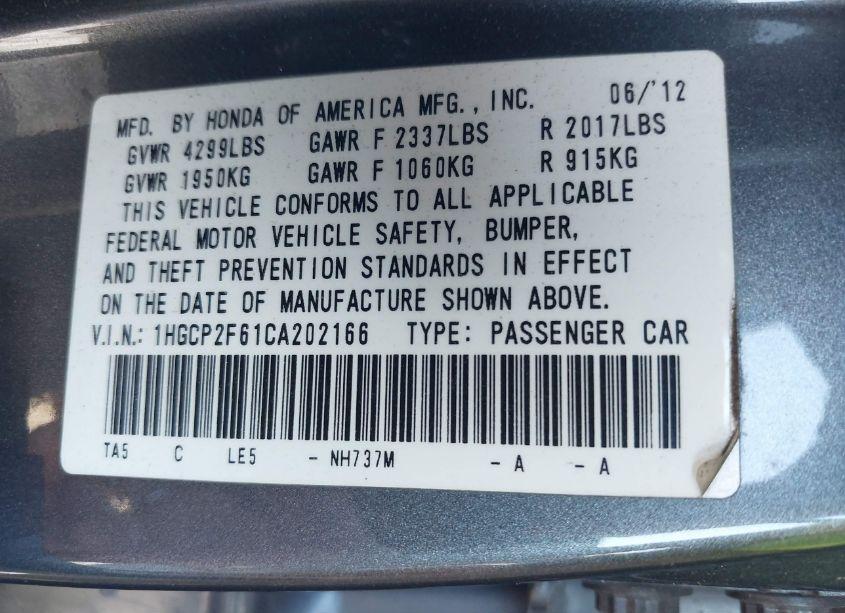 MFD. BY HONDA OF AMERICA MFG., INC. 06/'12
GVWR 4299LBS GAWR F 2337LBS R 2017LBS
GVWR 1950KG GAWR F 1060KG R 915KG
THIS VEHICLE CONFORMS TO ALL APPLICABLE
FEDERAL MOTOR VEHICLE SAFETY, BUMPER,
AND THEFT PREVENTION STANDARDS IN EFFECT
ON THE DATE OF MANUFACTURE SHOWN ABOVE.
V.I.N.: 1HGCP2F61CA202166 TYPE: PASSENGER CAR
TA5 C LE5 - NH737M - A - A